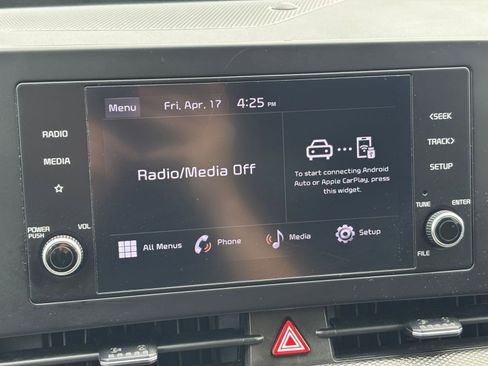 Menu
Fri, Apr. 17
4:25 PM
RADIO
MEDIA
POWER
PUSH
VOL
Radio/Media Off
To start connecting Android
Auto or Apple CarPlay, press
this widget.
All Menus
Phone
Media
Setup
<SEEK
TRACK>
SETUP
TUNE
ENTER
FILE